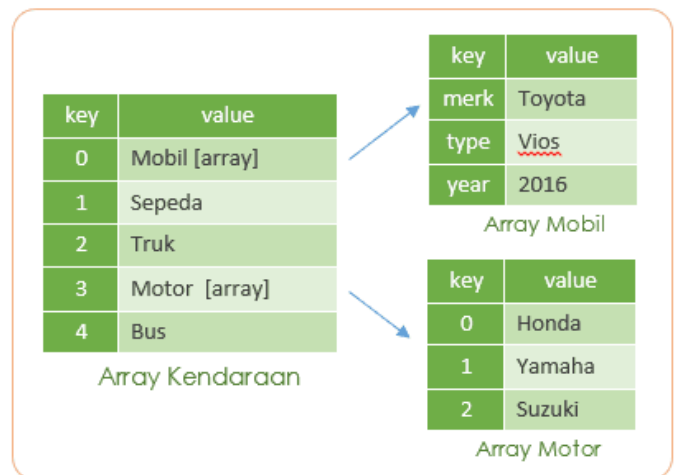 key value
0 Mobil [array]
1 Sepeda
2 Truk
3 Motor [array]
4 Bus
Array Kendaraan
key value
merk Toyota
type Vios
year 2016
Array Mobil
key value
0 Honda
1 Yamaha
2 Suzuki
Array Motor